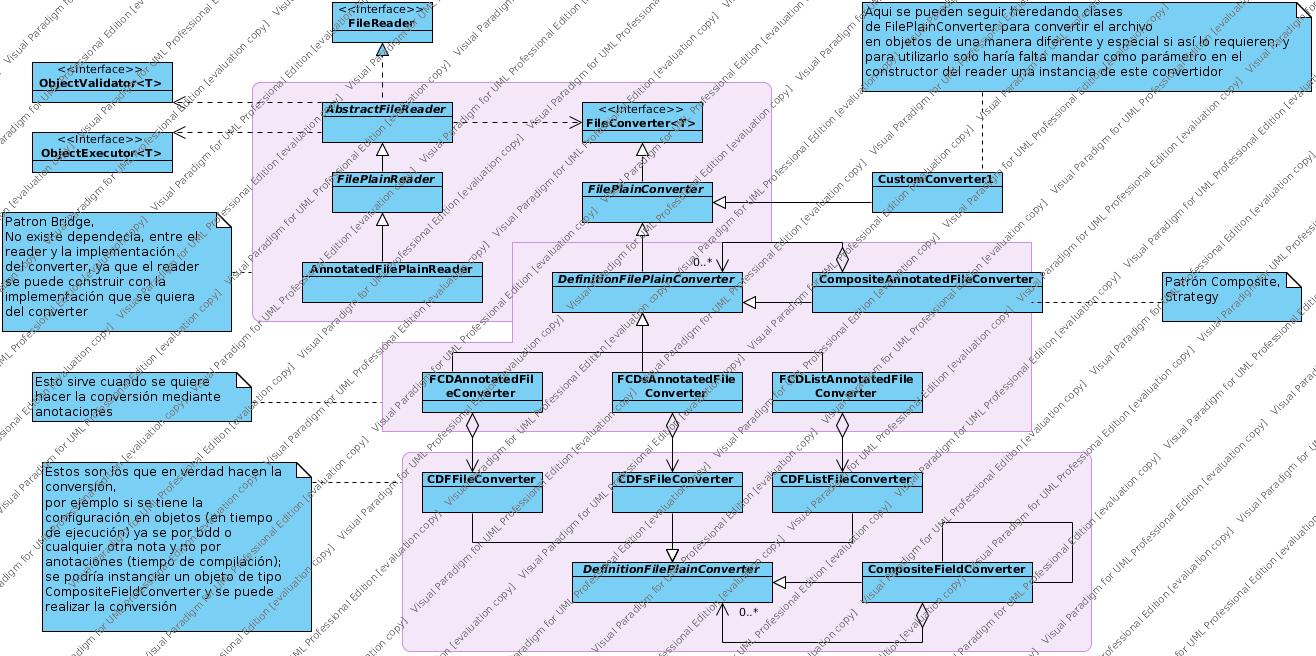 <<Interface>>
FileReader
Aqui se pueden seguir heredando clases
de FilePlainConverter para convertir el archivo
en objetos de una manera diferente y especial si así lo requieren, y
para utilizarlo solo haría falta mandar como parámetro en el
constructor del reader una instancia de este convertidor
<<Interface>>
ObjectValidator<T>
AbstractFileReader
<<Interface>>
FileConverter<T>
<<Interface>>
ObjectExecutor<T>
FilePlainReader
FilePlainConverter
CustomConverter1
Patron Bridge,
No existe dependecia, entre el
reader y la implementación
del converter, ya que el reader
se puede construir con la
implementación que se quiera
del converter
AnnotatedFilePlainReader
0..*
DefinitionFilePlainConverter
CompositeAnnotatedFileConverter
Patrón Composite,
Strategy
Esto sirve cuando se quiere
hacer la conversión mediante
anotaciones
FCDAnnotatedFil
eConverter
FCDsAnnotatedFile
Converter
FCDListAnnotatedFile
Converter
Estos son los que en verdad hacen la
conversión,
por ejemplo si se tiene la
configuración en objetos (en tiempo
de ejecución) ya se por bdd o
cualquier otra nota y no por
anotaciones (tiempo de compilación);
se podría instanciar un objeto de tipo
CompositeFieldConverter y se puede
realizar la conversión
CDFFileConverter
CDFsFileConverter
CDFListFileConverter
DefinitionFilePlainConverter
CompositeFieldConverter
0..*
Visual Paradigm for UML Professional Edition [evaluation copy]